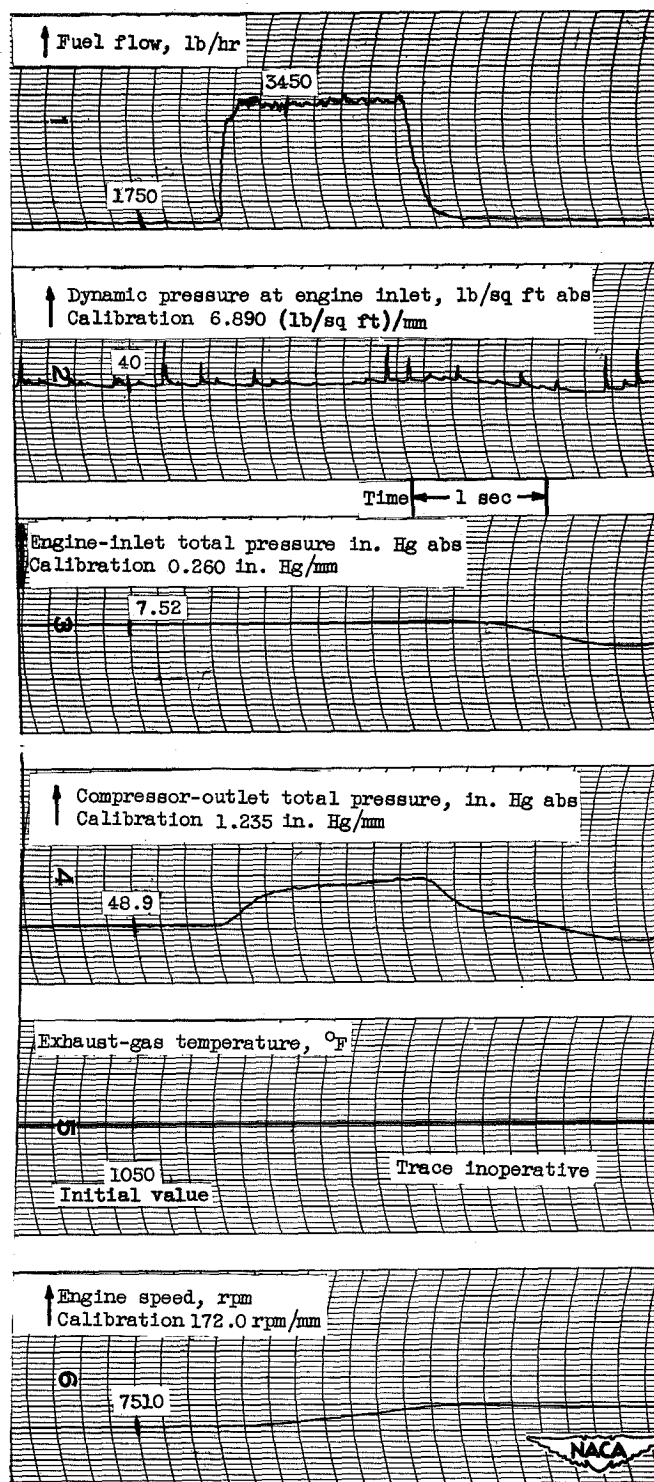 Fuel flow, lb/hr
3450
1
1750
Dynamic pressure at engine inlet, lb/sq ft abs
Calibration 6.890 (lb/sq ft)/mm
2
40
Time 1 sec
Engine-inlet total pressure in. Hg abs
Calibration 0.260 in. Hg/mm
3
7.52
Compressor-outlet total pressure, in. Hg abs
Calibration 1.235 in. Hg/mm
4
48.9
Exhaust-gas temperature, °F
5
1050
Initial value
Trace inoperative
Engine speed, rpm
Calibration 172.0 rpm/mm
6
7510
NACA